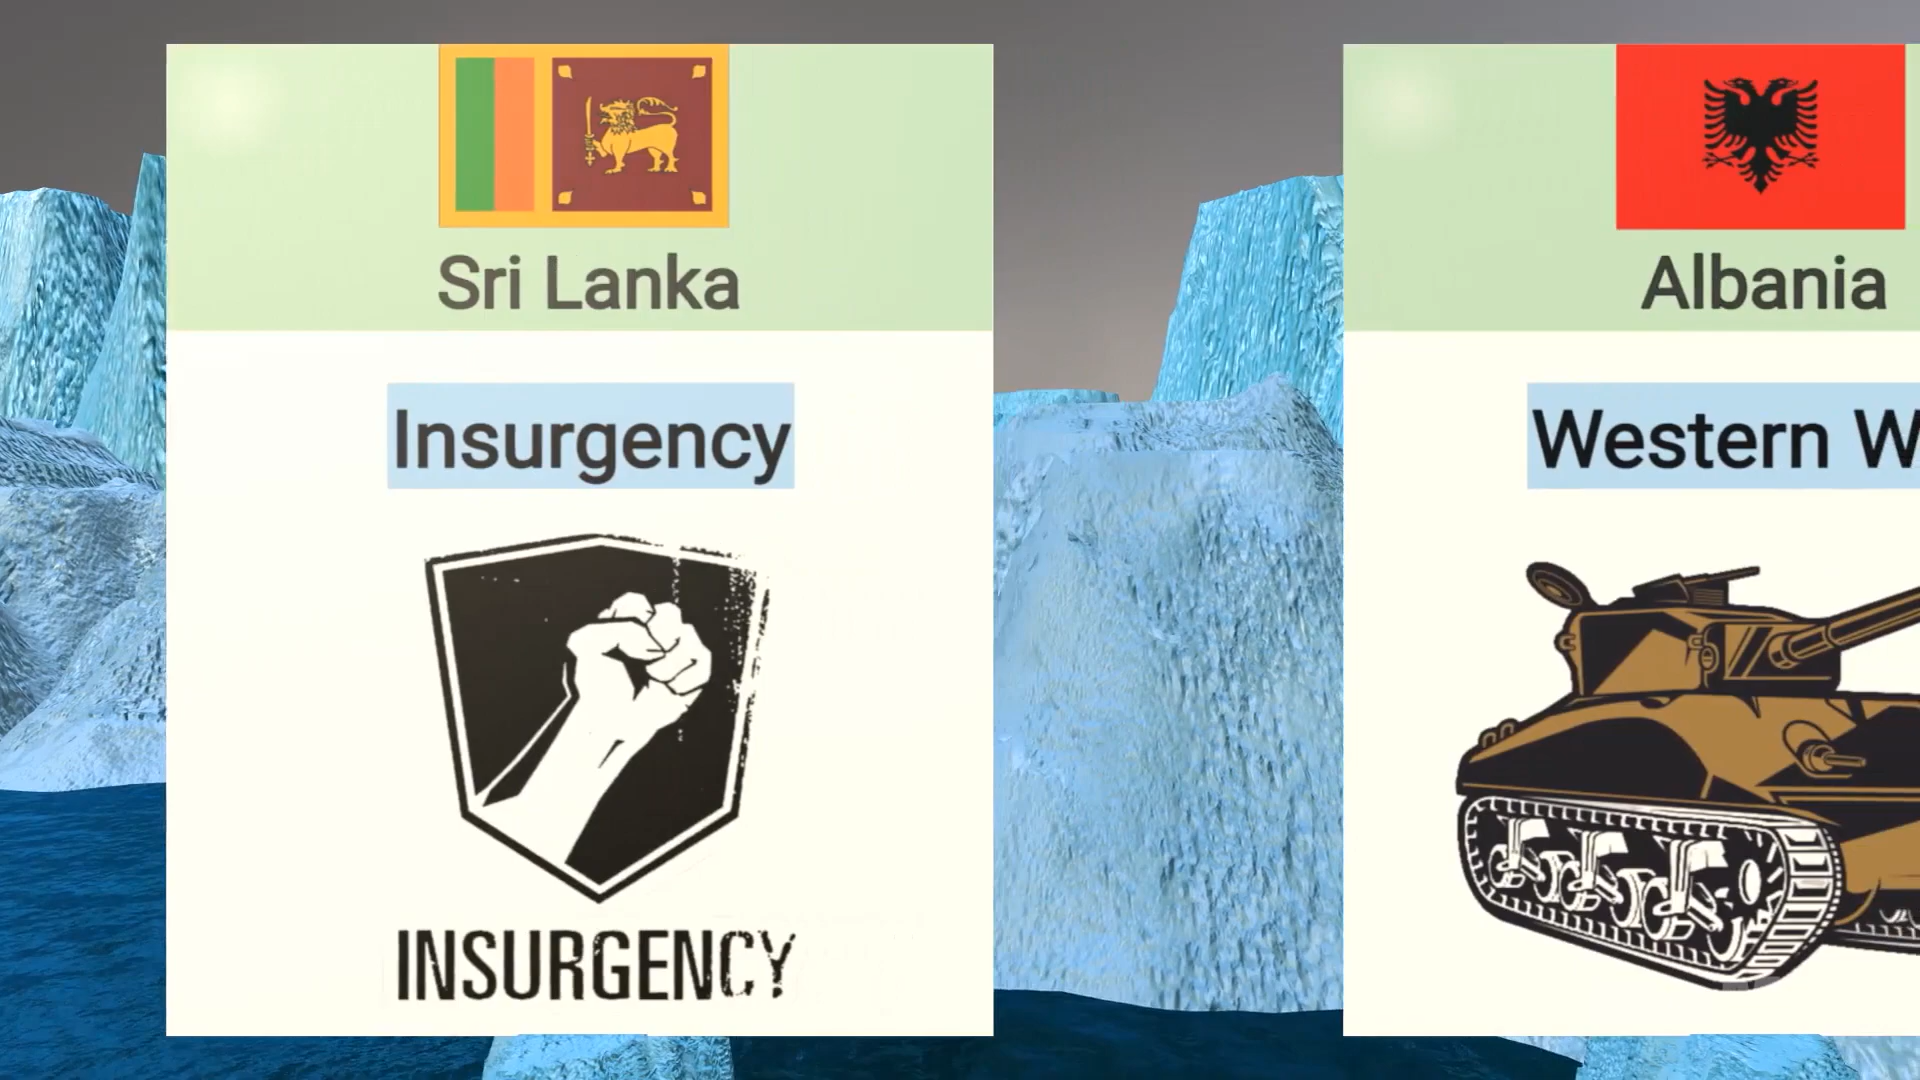 Sri Lanka
Insurgency
INSURGENCY
Albania
Western W